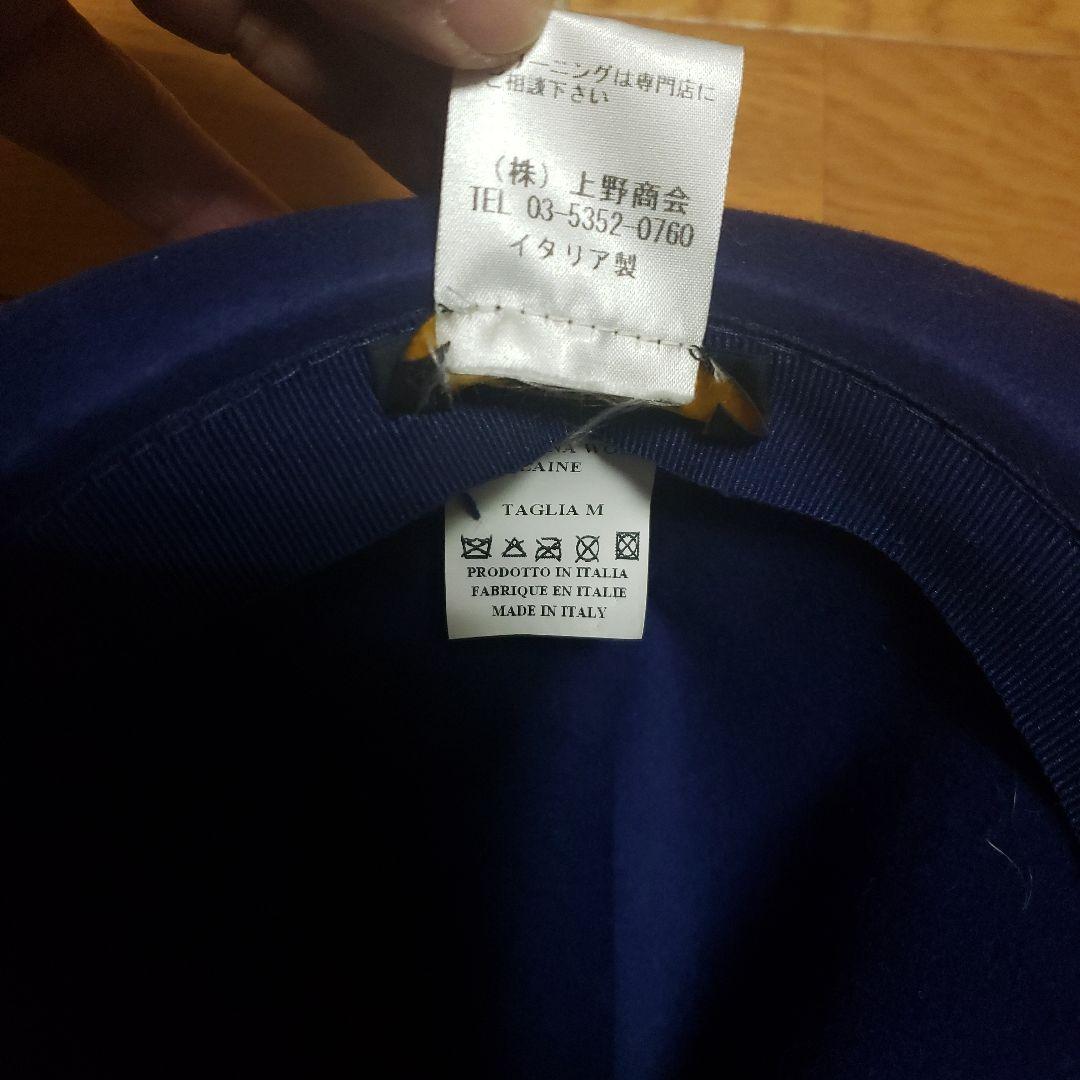 ーニングは専門店に
ご相談下さい
（株）上野商会
TEL 03-5352-0760
イタリア製
LAINE
TAGLIA M
PRODOTTO IN ITALIA
FABRIQUE EN ITALIE
MADE IN ITALY